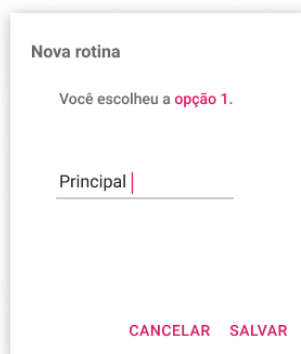 Nova rotina
Você escolheu a opção 1.
Principal
CANCELAR SALVAR